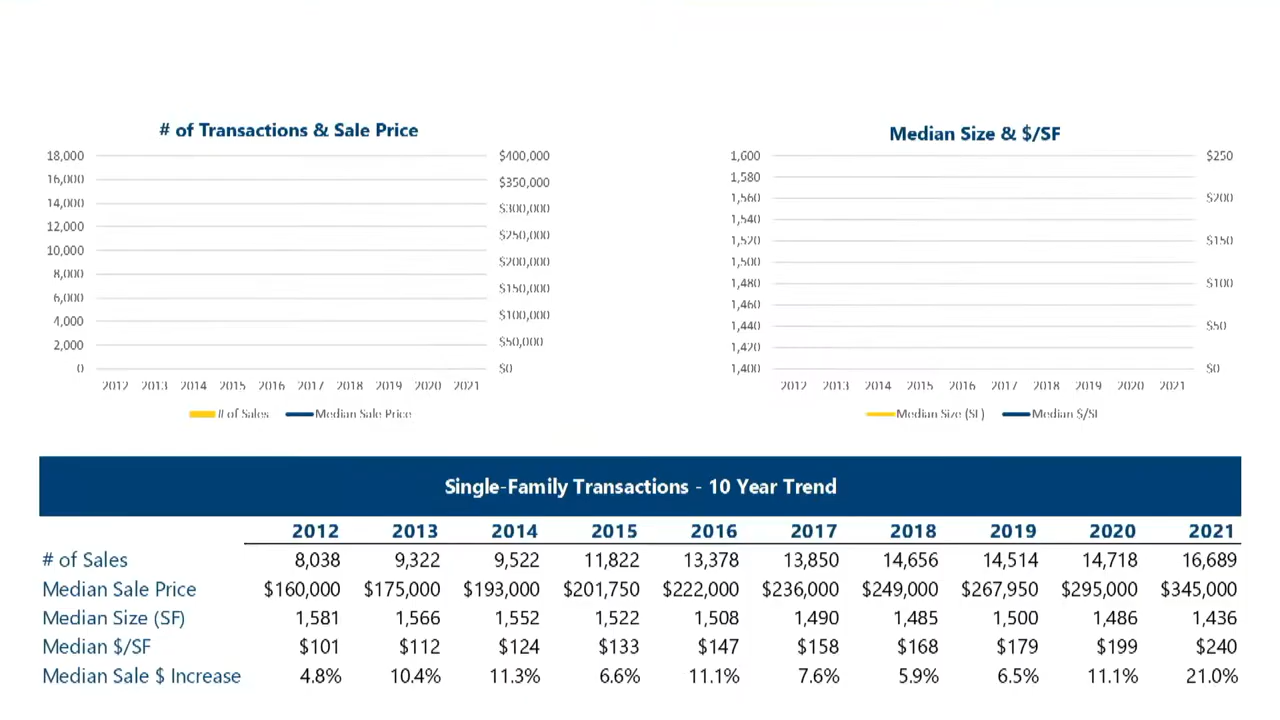 # of Transactions & Sale Price
18,000
16,000
14,000
12,000
10,000
8,000
6,000
4,000
2,000
0
$400,000
$350,000
$300,000
$250,000
$200,000
$150,000
$100,000
$50,000
$0
2012 2013 2014 2015 2016 2017 2018 2019 2020 2021
# of Sales Median Sale Price
Median Size & $/SF
1,600
1,580
1,560
1,540
1,520
1,500
1,480
1,460
1,440
1,420
1,400
$250
$200
$150
$100
$50
$0
2012 2013 2014 2015 2016 2017 2018 2019 2020 2021
Median Size (SF) Median $/SF
Single-Family Transactions - 10 Year Trend
2012 2013 2014 2015 2016 2017 2018 2019 2020 2021
# of Sales 8,038 9,322 9,522 11,822 13,378 13,850 14,656 14,514 14,718 16,689
Median Sale Price $160,000 $175,000 $193,000 $201,750 $222,000 $236,000 $249,000 $267,950 $295,000 $345,000
Median Size (SF) 1,581 1,566 1,552 1,522 1,508 1,490 1,485 1,500 1,486 1,436
Median $/SF $101 $112 $124 $133 $147 $158 $168 $179 $199 $240
Median Sale $ Increase 4.8% 10.4% 11.3% 6.6% 11.1% 7.6% 5.9% 6.5% 11.1% 21.0%